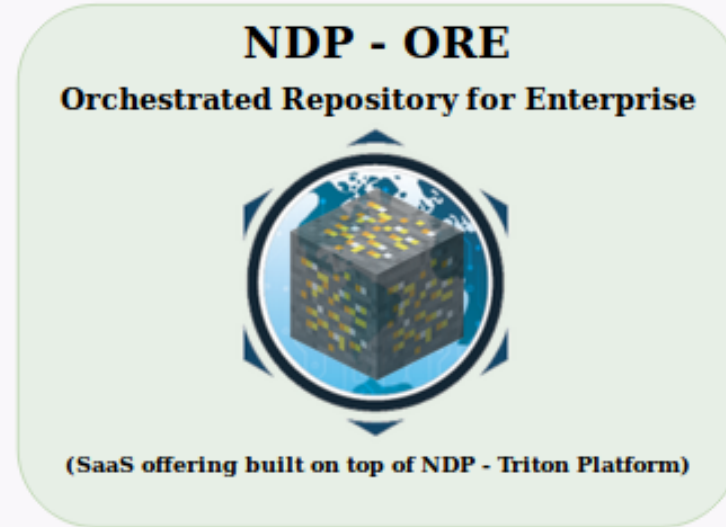 NDP - ORE
Orchestrated Repository for Enterprise
(SaaS offering built on top of NDP - Triton Platform)